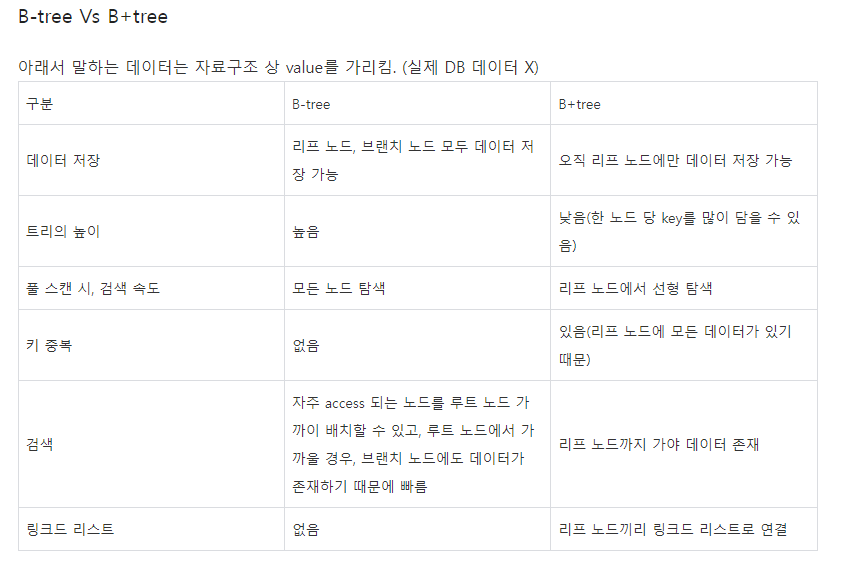 B-tree Vs B+tree
아래서 말하는 데이터는 자료구조 상 value를 가리킴. (실제 DB 데이터 X)
구분 B-tree B+tree
데이터 저장
리프 노드, 브랜치 노드 모두 데이터 저
장 가능
오직 리프 노드에만 데이터 저장 가능
트리의 높이
높음
낮음(한 노드 당 key를 많이 담을 수 있
음)
풀 스캔 시, 검색 속도 모든 노드 탐색 리프 노드에서 선형 탐색
키 중복
없음
있음(리프 노드에 모든 데이터가 있기
때문)
검색
자주 access 되는 노드를 루트 노드 가
까이 배치할 수 있고, 루트 노드에서 가
까울 경우, 브랜치 노드에도 데이터가
존재하기 때문에 빠름
리프 노드까지 가야 데이터 존재
링크드 리스트 없음 리프 노드끼리 링크드 리스트로 연결